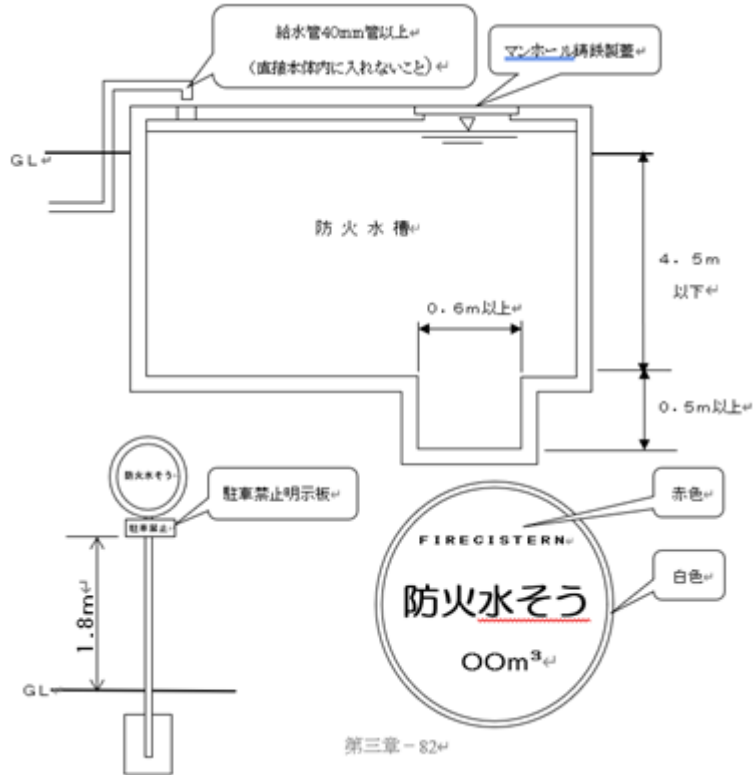 給水管40mm管以上
(直接本体内に入れないこと)
マンホール鋳鉄製蓋
GL
防火水槽
4.5m
以下
0.6m以上
0.5m以上
防火水そう
駐車禁止
駐車禁止明示板
1.8m
GL
赤色
FIRECISTERN
白色
防火水そう
〇〇m³
第三章-82